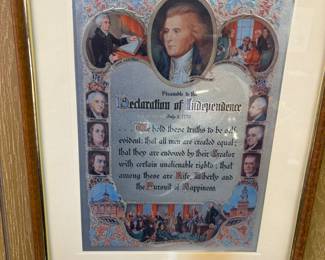 Preamble to the
Declaration of Independence
July 4, 1776
. . . We hold these truths to be self
evident: that all men are created equal;
that they are endowed by their Creator
with certain unalienable rights; that
among these are Life, Liberty and
the Pursuit of Happiness.